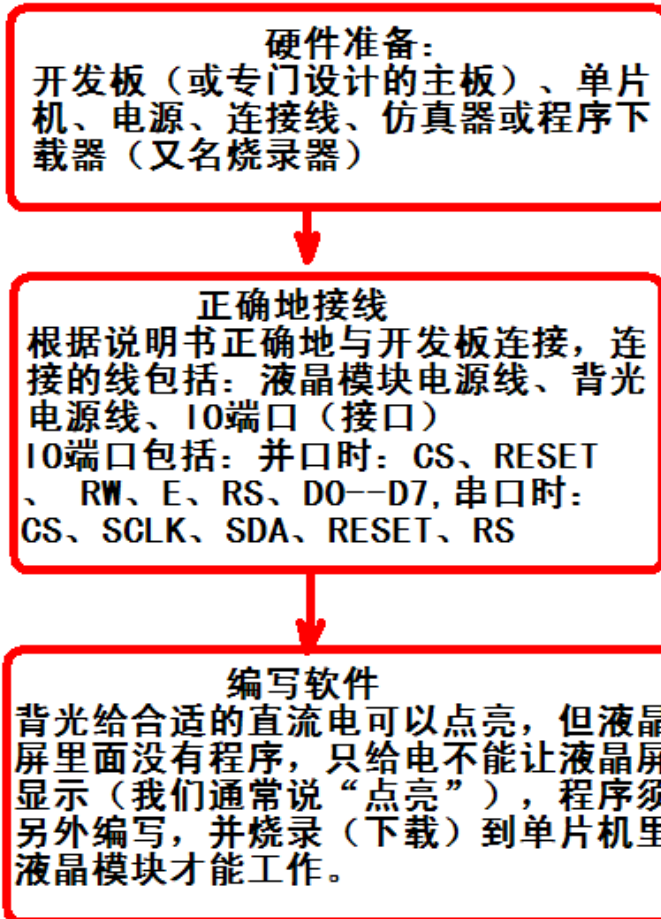 硬件准备：
开发板（或专门设计的主板）、单片
机、电源、连接线、仿真器或程序下
载器（又名烧录器）
正确地接线
根据说明书正确地与开发板连接，连
接的线包括：液晶模块电源线、背光
电源线、IO端口（接口）
IO端口包括：并口时：CS、RESET
、 RW、E、RS、D0--D7,串口时：
CS、SCLK、SDA、RESET、RS
编写软件
背光给合适的直流电可以点亮，但液晶
屏里面没有程序，只给电不能让液晶屏
显示（我们通常说“点亮”），程序须
另外编写，并烧录（下载）到单片机里
液晶模块才能工作。